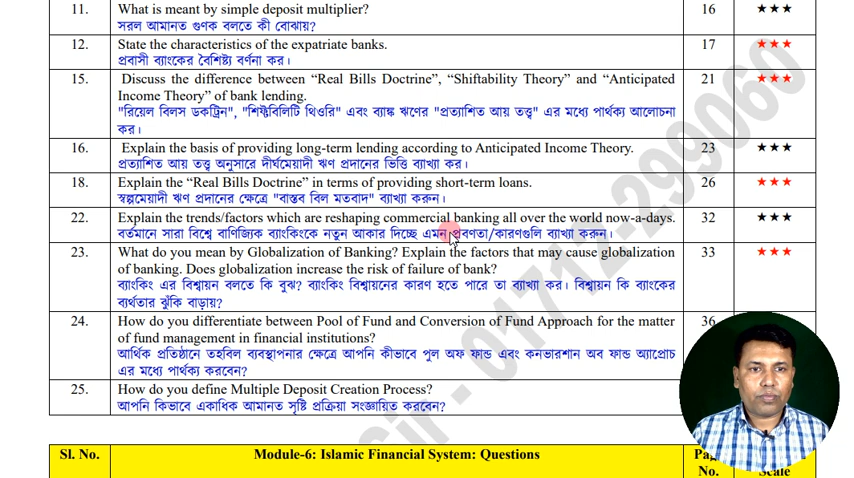 11. What is meant by simple deposit multiplier? 16 ★★★
সরল আমানত গুণক বলতে কী বোঝায়?
12. State the characteristics of the expatriate banks. 17 ★★★
প্রবাসী ব্যাংকের বৈশিষ্ট্য বর্ণনা কর।
15. Discuss the difference between “Real Bills Doctrine”, “Shiftability Theory” and “Anticipated 21 ★★★
Income Theory” of bank lending.
"রিয়েল বিলস ডকট্রিন", "শিফ্টবিলিটি থিওরি" এবং ব্যাঙ্ক ঋণের "প্রত্যাশিত আয় তত্ত্ব" এর মধ্যে পার্থক্য আলোচনা
কর।
16. Explain the basis of providing long-term lending according to Anticipated Income Theory. 23 ★★★
প্রত্যাশিত আয় তত্ত্ব অনুসারে দীর্ঘমেয়াদী ঋণ প্রদানের ভিত্তি ব্যাখ্যা কর।
18. Explain the “Real Bills Doctrine” in terms of providing short-term loans. 26 ★★★
স্বল্পমেয়াদী ঋণ প্রদানের ক্ষেত্রে "বাস্তব বিল মতবাদ" ব্যাখ্যা করুন।
22. Explain the trends/factors which are reshaping commercial banking all over the world now-a-days. 32 ★★★
বর্তমানে সারা বিশ্বে বাণিজ্যিক ব্যাংকিংকে নতুন আকার দিচ্ছে এমন প্রবণতা/কারণগুলি ব্যাখ্যা করুন।
23. What do you mean by Globalization of Banking? Explain the factors that may cause globalization 33 ★★★
of banking. Does globalization increase the risk of failure of bank?
ব্যাংকিং এর বিশ্বায়ন বলতে কি বুঝ? ব্যাংকিং বিশ্বায়নের কারণ হতে পারে তা ব্যাখ্যা কর। বিশ্বায়ন কি ব্যাংকের
ব্যর্থতার ঝুঁকি বাড়ায়?
24. How do you differentiate between Pool of Fund and Conversion of Fund Approach for the matter 36
of fund management in financial institutions?
আর্থিক প্রতিষ্ঠানে তহবিল ব্যবস্থাপনার ক্ষেত্রে আপনি কীভাবে পুল অফ ফান্ড এবং কনভারশান অব ফান্ড অ্যাপ্রোচ
এর মধ্যে পার্থক্য করবেন?
25. How do you define Multiple Deposit Creation Process?
আপনি কিভাবে একাধিক আমানত সৃষ্টি প্রক্রিয়া সংজ্ঞায়িত করবেন?
Sir - 01712-299060
Sl. No. Module-6: Islamic Financial System: Questions
No. Scale